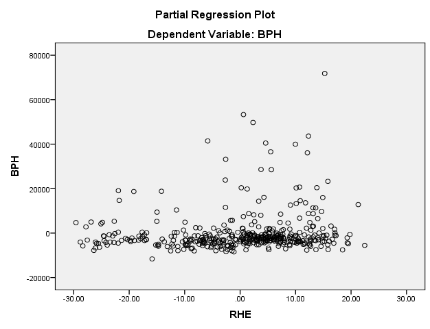 Partial Regression Plot
Dependent Variable: BPH
80000
60000
40000
20000
0
-20000
BPH
-30.00 -20.00 -10.00 .00 10.00 20.00 30.00
RHE